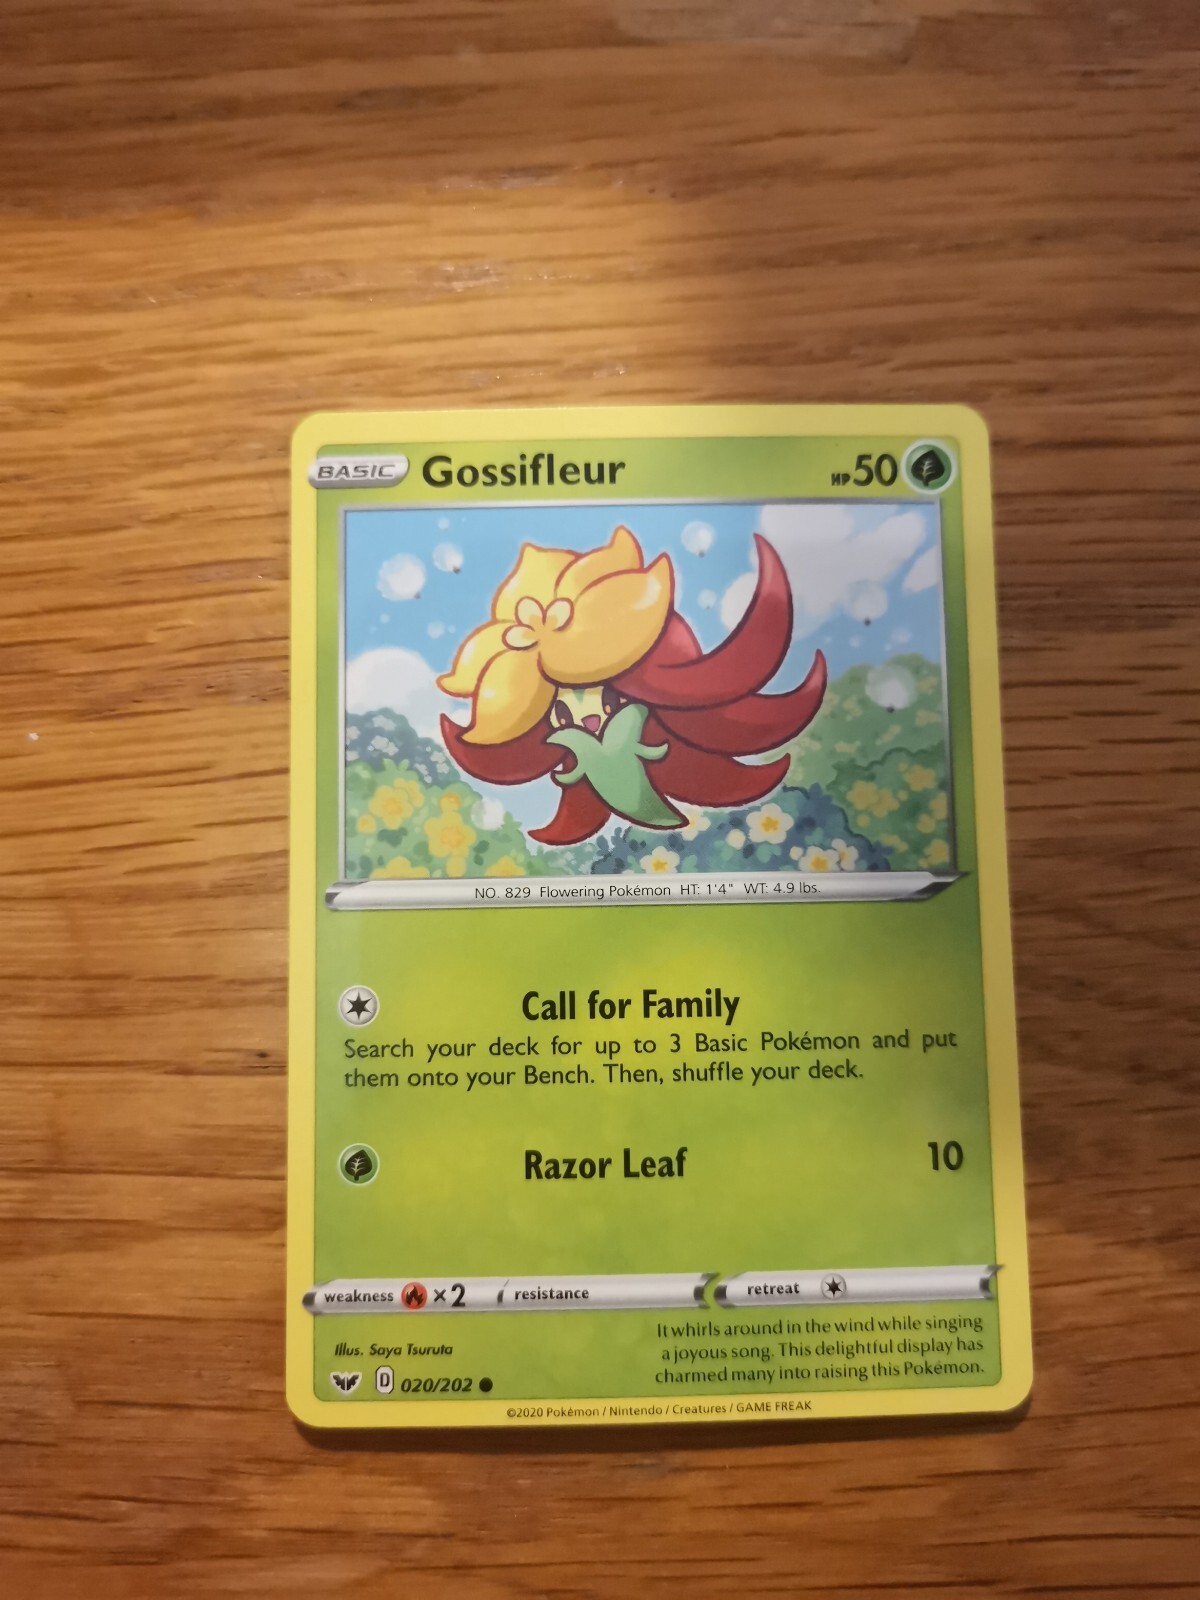 BASIC Gossifleur HP 50
NO. 829 Flowering Pokémon HT: 1'4" WT: 4.9 lbs.
Call for Family
Search your deck for up to 3 Basic Pokémon and put
them onto your Bench. Then, shuffle your deck.
Razor Leaf 10
weakness ×2 resistance retreat
Illus. Saya Tsuruta
It whirls around in the wind while singing
a joyous song. This delightful display has
charmed many into raising this Pokémon.
D 020/202
©2020 Pokémon / Nintendo / Creatures / GAME FREAK